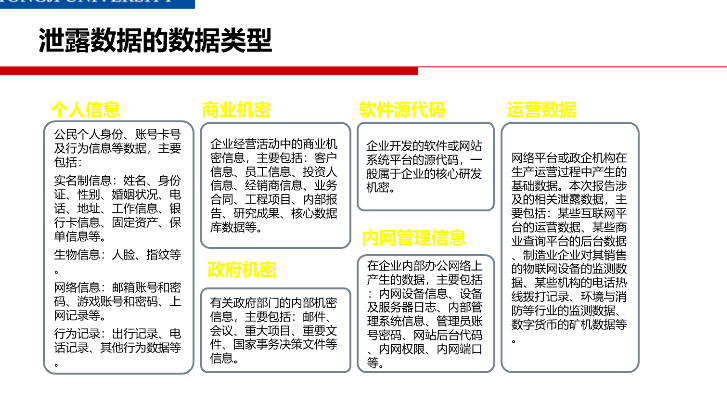 TONGJI UNIVERSITY
泄露数据的数据类型
个人信息
公民个人身份、账号卡号
及行为信息等数据，主要
包括：
实名制信息：姓名、身份
证、性别、婚姻状况、电
话、地址、工作信息、银
行卡信息、固定资产、保
单信息等。
生物信息：人脸、指纹等
。
网络信息：邮箱账号和密
码、游戏账号和密码、上
网记录等。
行为记录：出行记录、电
话记录、其他行为数据等
。
商业机密
企业经营活动中的商业机
密信息，主要包括：客户
信息、员工信息、投资人
信息、经销商信息、业务
合同、工程项目、内部报
告、研究成果、核心数据
库数据等。
政府机密
有关政府部门的内部机密
信息，主要包括：邮件、
会议、重大项目、重要文
件、国家事务决策文件等
信息。
软件源代码
企业开发的软件或网站
系统平台的源代码，一
般属于企业的核心研发
机密。
内网管理信息
在企业内部办公网络上
产生的数据，主要包括
：内网设备信息、设备
及服务器日志、内部管
理系统信息、管理员账
号密码、网站后台代码
、内网权限、内网端口
等。
运营数据
网络平台或政企机构在
生产运营过程中产生的
基础数据。本次报告涉
及的相关泄露数据，主
要包括：某些互联网平
台的运营数据、某些商
业查询平台的后台数据
、制造业企业对其销售
的物联网设备的监测数
据、某些机构的电话热
线拨打记录、环境与消
防等行业的监测数据、
数字货币的矿机数据等
。